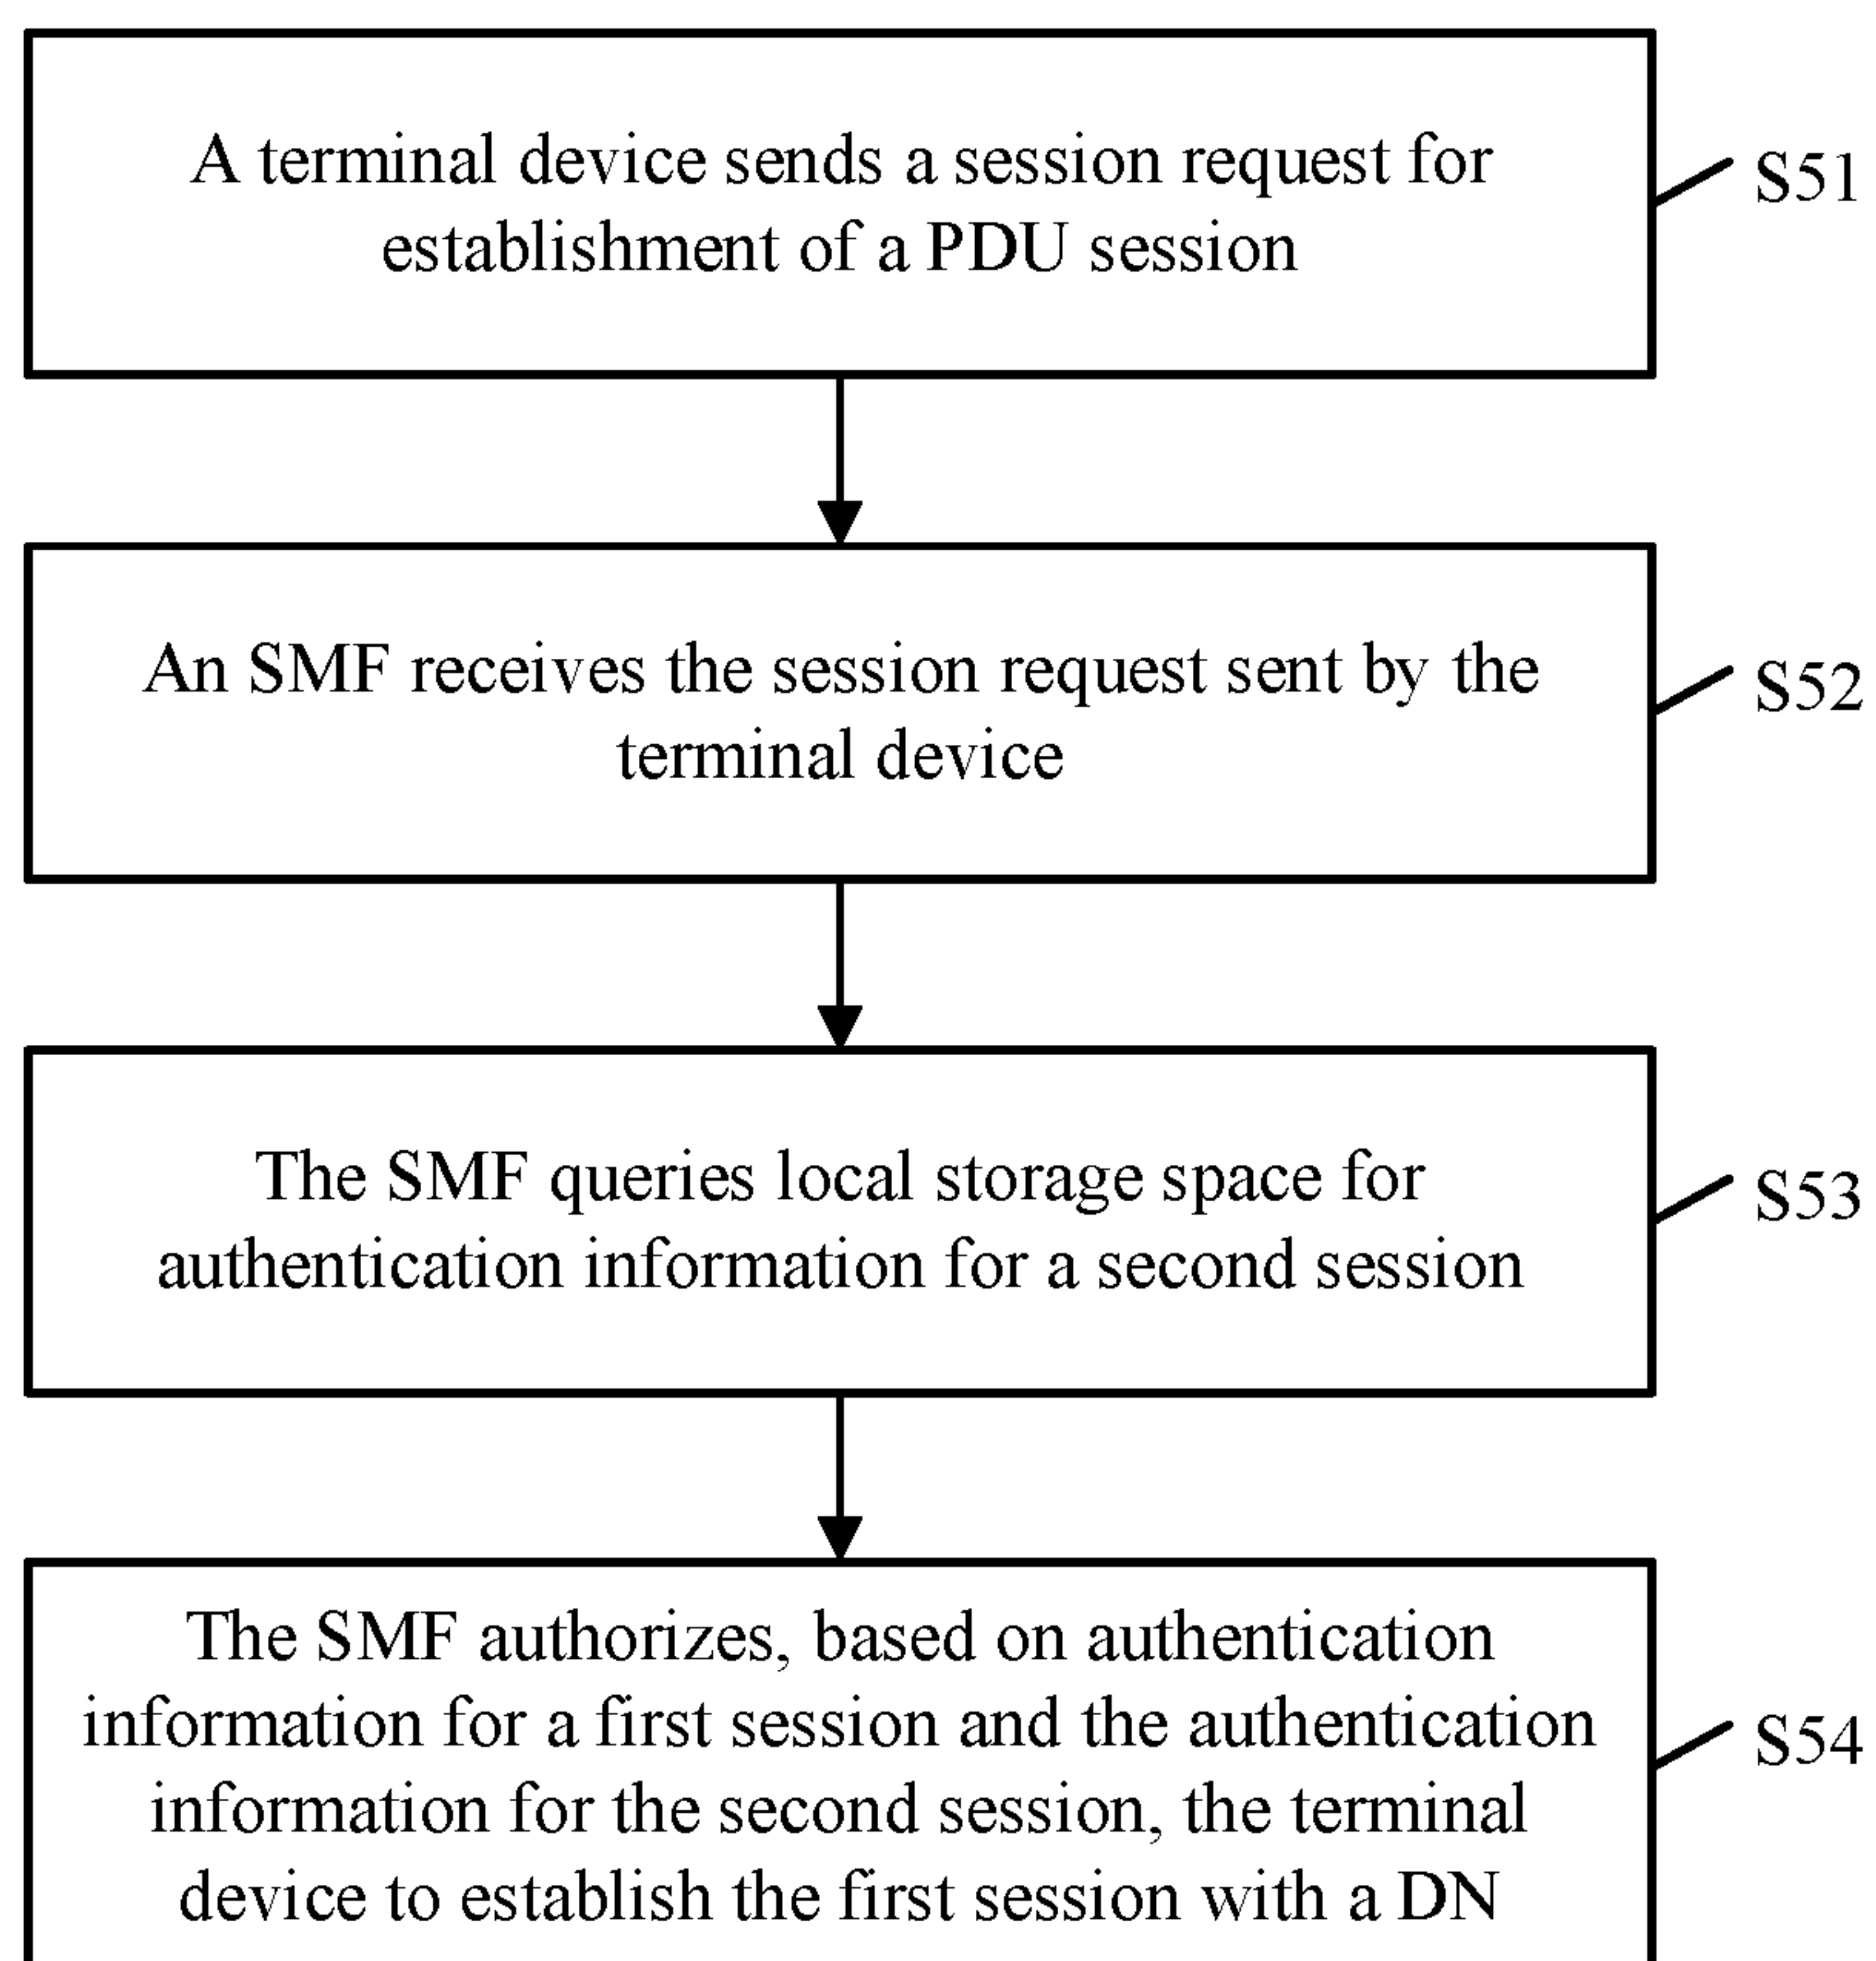 A terminal device sends a session request for
establishment of a PDU session
S51
An SMF receives the session request sent by the
terminal device
S52
The SMF queries local storage space for
authentication information for a second session
S53
The SMF authorizes, based on authentication
information for a first session and the authentication
information for the second session, the terminal
device to establish the first session with a DN
S54